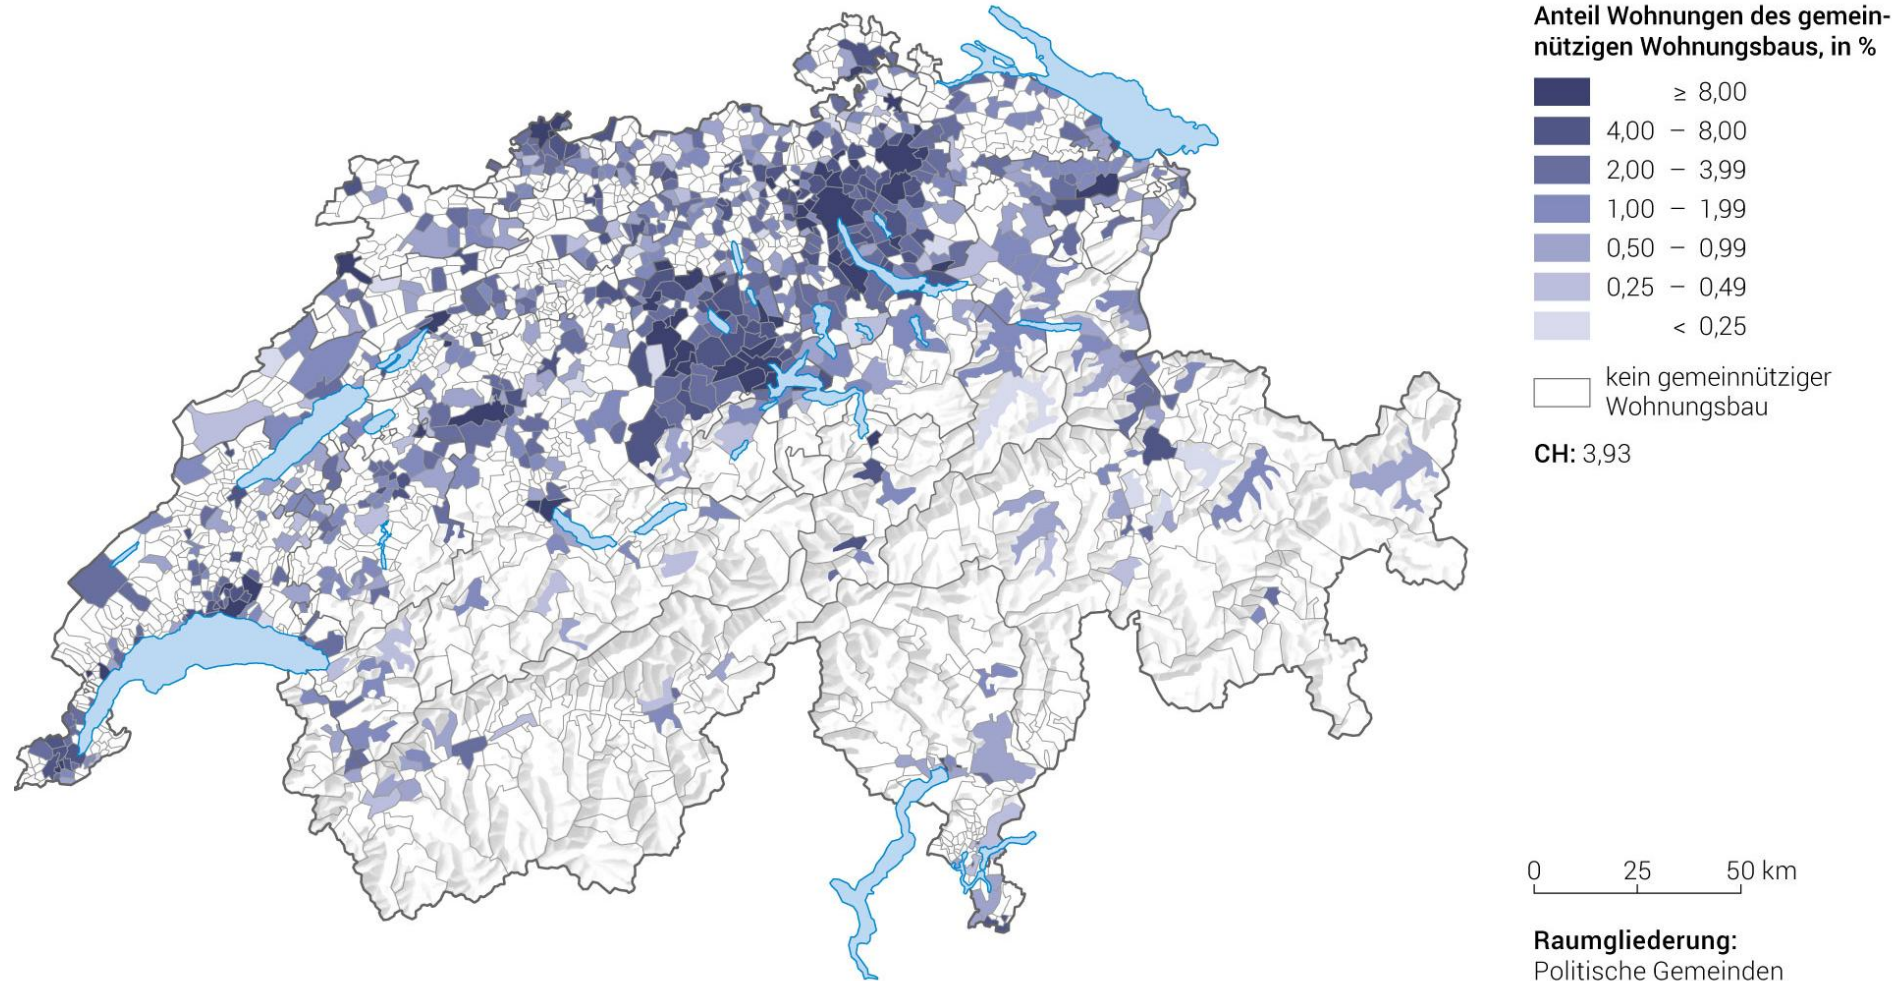 Anteil Wohnungen des gemein-
nützigen Wohnungsbaus, in %
≥ 8,00
4,00 – 8,00
2,00 – 3,99
1,00 – 1,99
0,50 – 0,99
0,25 – 0,49
< 0,25
kein gemeinnütziger
Wohnungsbau
CH: 3,93
0 25 50 km
Raumgliederung:
Politische Gemeinden